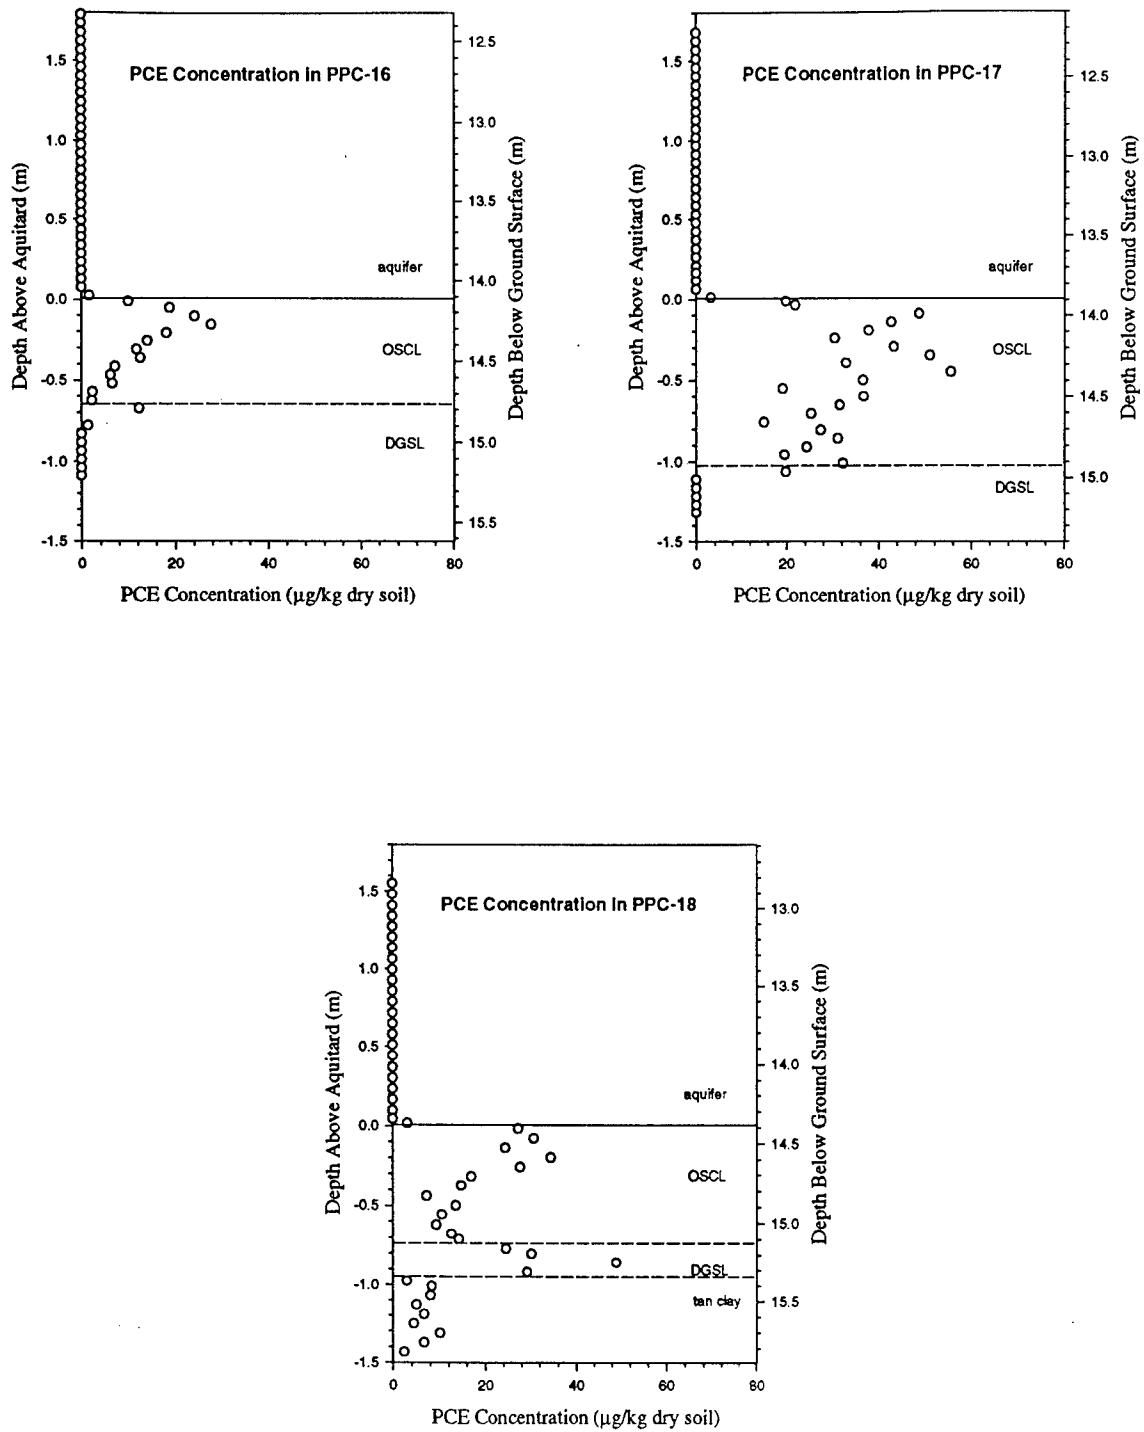 PCE Concentration in PPC-16
Depth Above Aquitard (m)
1.5
1.0
0.5
0.0
-0.5
-1.0
-1.5
aquifer
OSCL
DGSL
12.5
13.0
13.5
14.0
14.5
15.0
15.5
Depth Below Ground Surface (m)
0 20 40 60 80
PCE Concentration (μg/kg dry soil)
PCE Concentration in PPC-17
Depth Above Aquitard (m)
1.5
1.0
0.5
0.0
-0.5
-1.0
-1.5
aquifer
OSCL
DGSL
12.5
13.0
13.5
14.0
14.5
15.0
Depth Below Ground Surface (m)
0 20 40 60 80
PCE Concentration (μg/kg dry soil)
PCE Concentration in PPC-18
Depth Above Aquitard (m)
1.5
1.0
0.5
0.0
-0.5
-1.0
-1.5
aquifer
OSCL
DGSL
tan clay
13.0
13.5
14.0
14.5
15.0
15.5
Depth Below Ground Surface (m)
0 20 40 60 80
PCE Concentration (μg/kg dry soil)